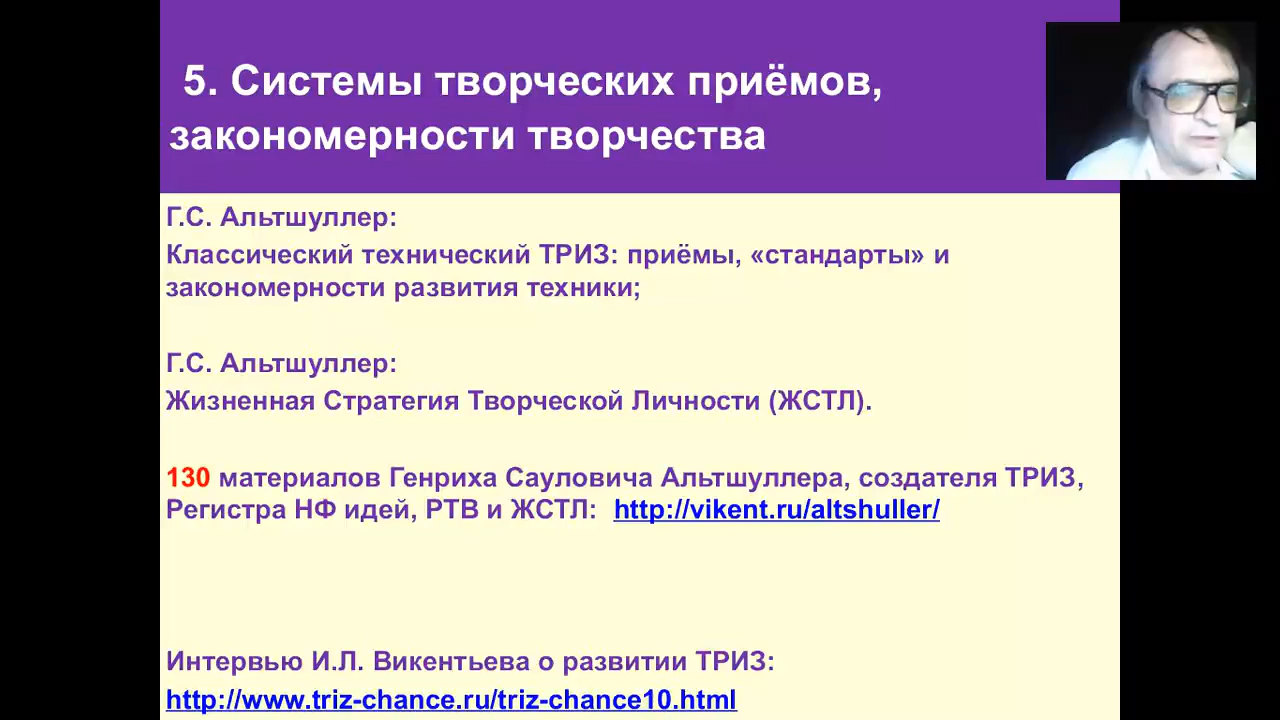 5. Системы творческих приёмов,
закономерности творчества
Г.С. Альтшуллер:
Классический технический ТРИЗ: приёмы, «стандарты» и
закономерности развития техники;
Г.С. Альтшуллер:
Жизненная Стратегия Творческой Личности (ЖСТЛ).
130 материалов Генриха Сауловича Альтшуллера, создателя ТРИЗ,
Регистра НФ идей, РТВ и ЖСТЛ: http://vikent.ru/altshuller/
Интервью И.Л. Викентьева о развитии ТРИЗ:
http://www.triz-chance.ru/triz-chance10.html